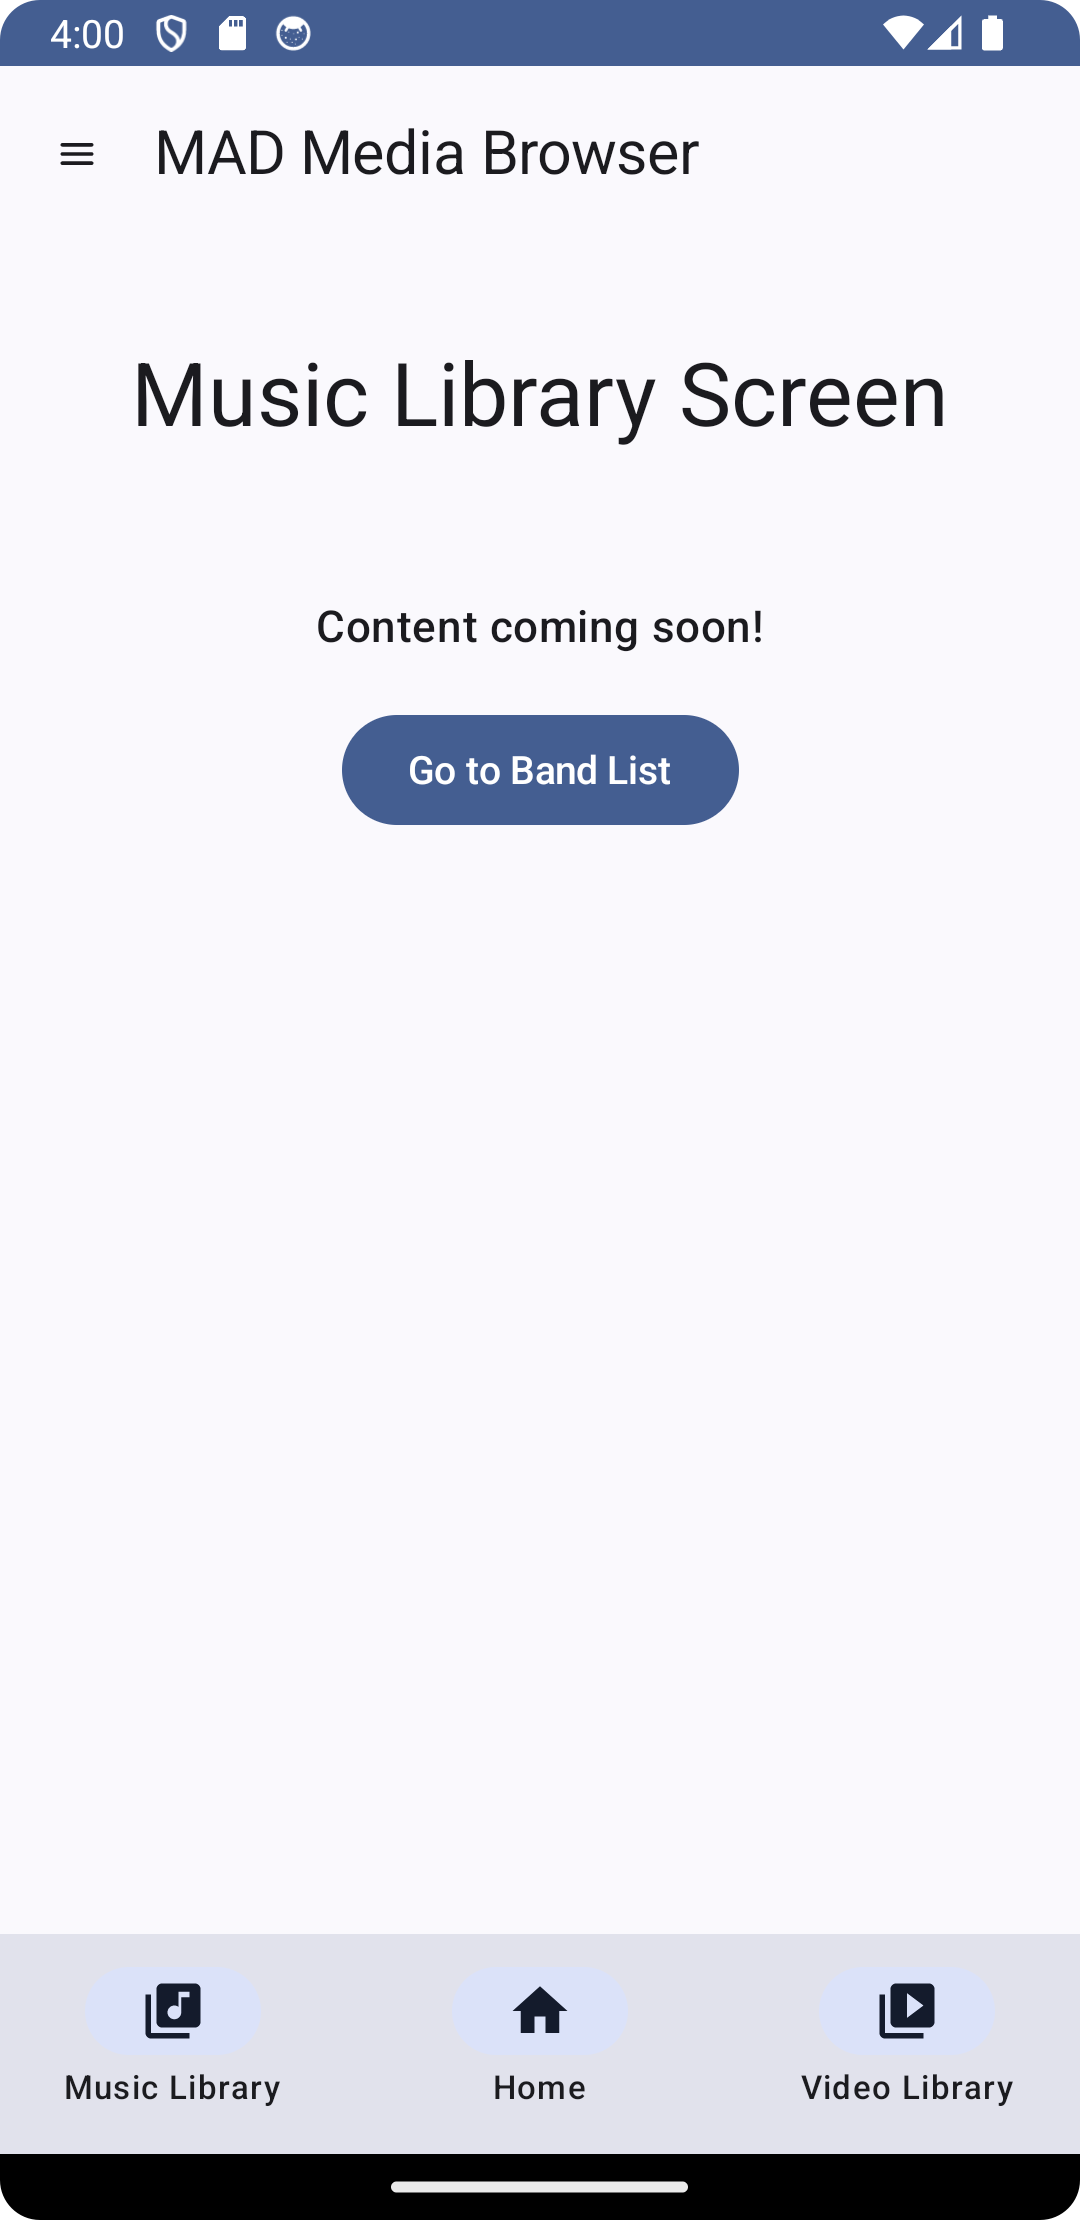 4:00
MAD Media Browser
Music Library Screen
Content coming soon!
Go to Band List
Music Library
Home
Video Library